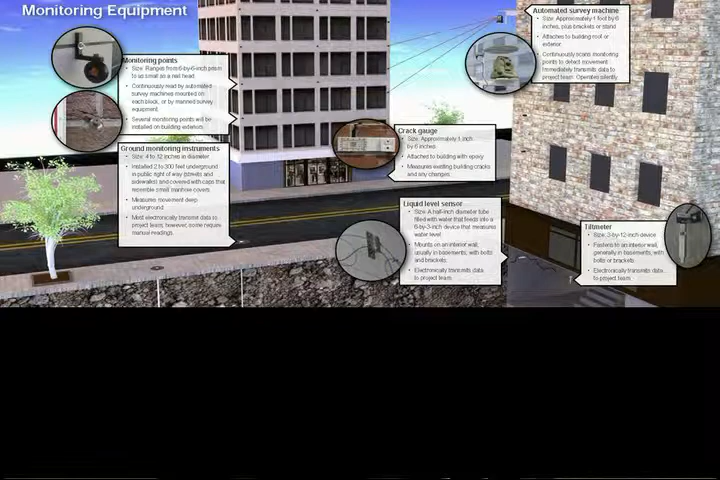 Monitoring Equipment
Monitoring points
• Size: Ranges from 6-by-6-inch prism
to as small as a nail head
• Continuously read by automated
survey machines mounted on
each block, or by manned survey
equipment.
• Several monitoring points will be
installed on building exteriors
Ground monitoring instruments
• Size: 4 to 12 inches in diameter
• Installed 2 to 300 feet underground
in public right of way (streets and
sidewalks) and covered with caps that
resemble small manhole covers.
• Measures movement deep
underground
• Most electronically transmit data to
project team; however, some require
manual readings.
Crack gauge
• Size: Approximately 1 inch
by 6 inches
• Attaches to building with epoxy
• Measures existing building cracks
and any changes
Liquid level sensor
• Size: A half-inch diameter tube
filled with water that feeds into a
6-by-3-inch device that measures
water level
• Mounts on an interior wall,
usually in basements, with bolts
and brackets.
• Electronically transmits data
to project team
Automated survey machine
• Size: Approximately 1 foot by 6
inches, plus brackets or stand
• Attaches to building roof or
exterior
• Continuously scans monitoring
points to detect movement
Immediately transmits data to
project team. Operates silently
Tiltmeter
• Size: 3-by-12-inch device
• Fastens to an interior wall,
generally in basements, with
bolts or brackets
• Electronically transmits data
to project team